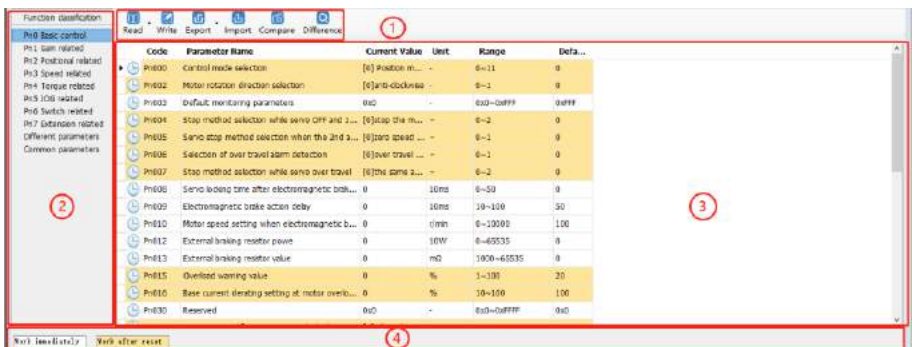 Function classification
Pn0 Basic control
Pn1 Gain related
Pn2 Positional related
Pn3 Speed related
Pn4 Torque related
Pn5 JOG related
Pn6 Switch related
Pn7 Extension related
Different parameters
Common parameters
②
Read Write Export Import Compare Difference
①
Code Parameter Name Current Value Unit Range Defa...
Pn000 Control mode selection [0] Position m... - 0~11 0
Pn002 Motor rotation direction selection [0]anti-clockwise - 0~1 0
Pn003 Default monitoring parameters 0x0 - 0x0~0xFFF 0xFFF
Pn004 Stop method selection while servo OFF and 2... [0]stop the m... - 0~2 0
Pn005 Servo stop method selection when the 2nd a... [0]zero speed ... - 0~1 0
Pn006 Selection of over travel alarm detection [0]over travel ... - 0~1 0
Pn007 Stop method selection while servo over travel [0]the same a... - 0~2 0
Pn008 Servo locking time after electromagnetic brak... 0 10ms 0~50 0
Pn009 Electromagnetic brake action delay 0 10ms 10~100 50
Pn010 Motor speed setting when electromagnetic b... 0 r/min 0~10000 100
Pn012 External braking resistor powe 0 10W 0~65535 0
Pn013 External braking resistor value 0 mΩ 1000~65535 0
Pn015 Overload warning value 0 % 1~100 20
Pn016 Base current derating setting at motor overlo... 0 % 10~100 100
Pn030 Reserved 0x0 - 0x0~0xFFFF 0x0
③
Work immediately Work after reset
④